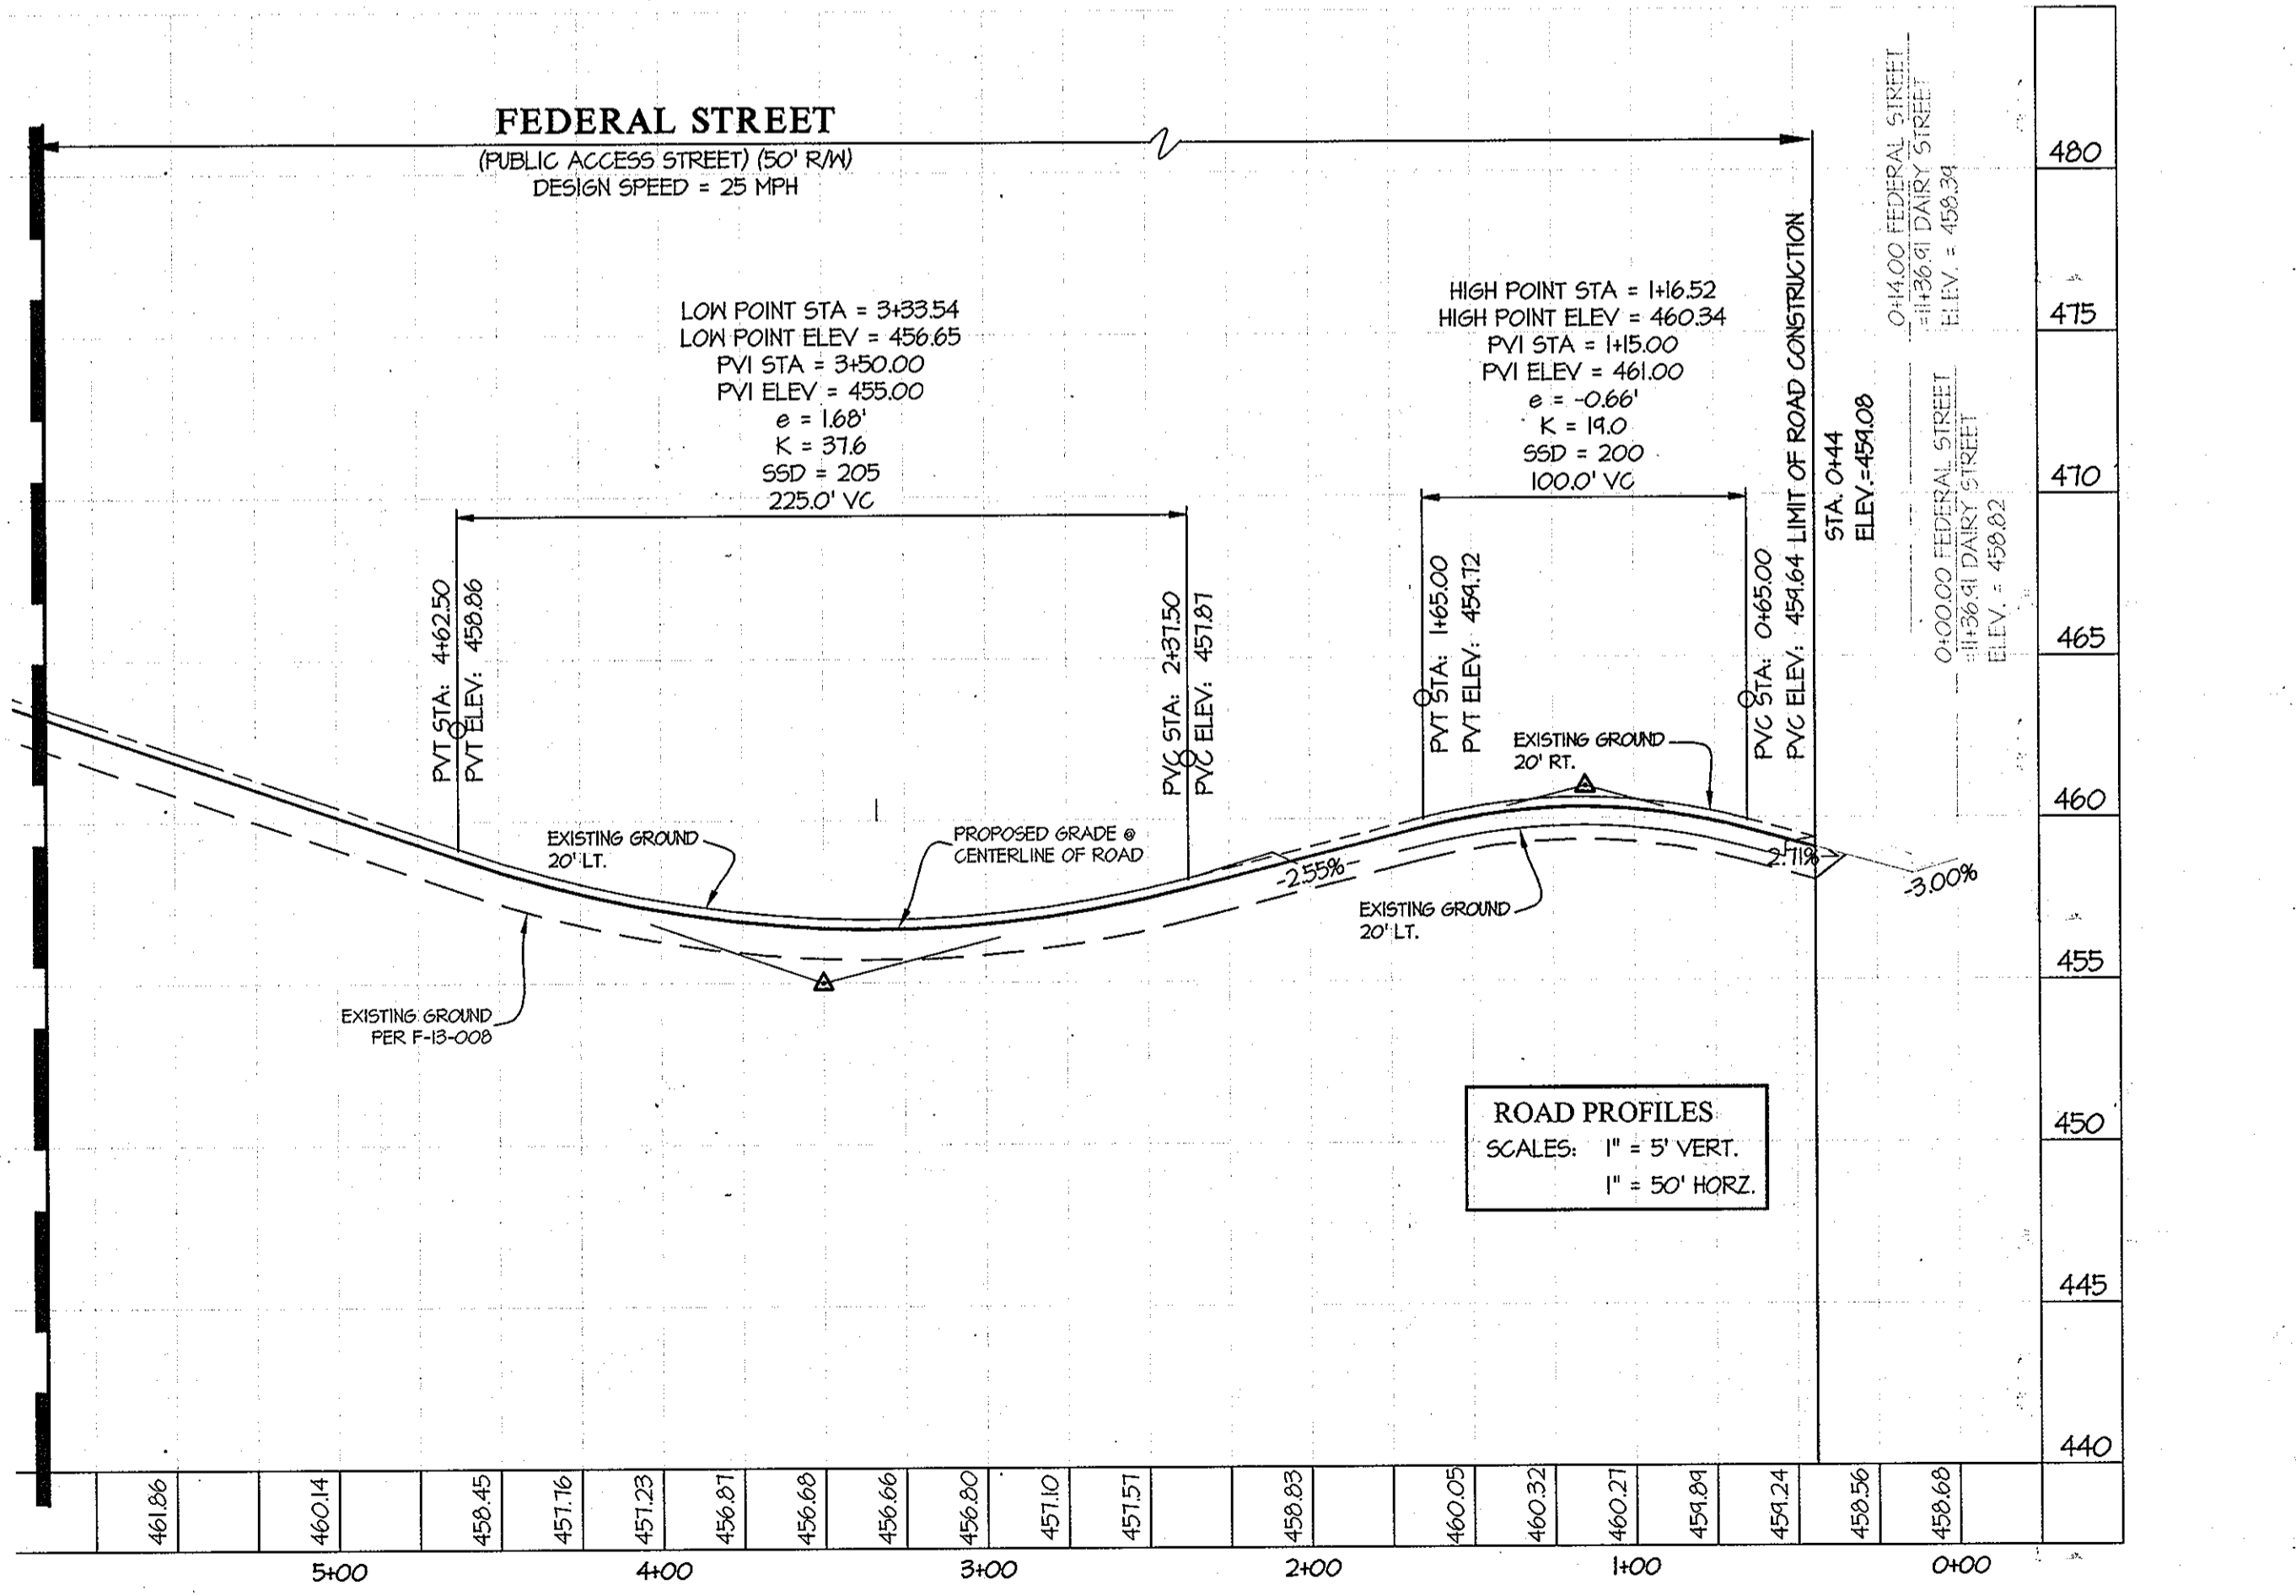 FEDERAL STREET
(PUBLIC ACCESS STREET) (50' R/W)
DESIGN SPEED = 25 MPH
LOW POINT STA = 3+33.54
LOW POINT ELEV = 456.65
PVI STA = 3+50.00
PVI ELEV = 455.00
e = 1.68'
K = 37.6
SSD = 205
225.0' VC
HIGH POINT STA = 1+16.52
HIGH POINT ELEV = 460.34
PVI STA = 1+15.00
PVI ELEV = 461.00
e = -0.66'
K = 19.0
SSD = 200
100.0' VC
PVT STA: 4+62.50
PVT ELEV: 458.86
PVC STA: 2+37.50
PVC ELEV: 457.87
PVT STA: 1+65.00
PVT ELEV: 459.72
PVC STA: 0+65.00
PVC ELEV: 459.64
LIMIT OF ROAD CONSTRUCTION
STA. 0+44
ELEV.=459.08
0+14.00 FEDERAL STREET
=11+36.91 DAIRY STREET
ELEV. = 458.39
0+00.00 FEDERAL STREET
=11+36.91 DAIRY STREET
ELEV. = 458.82
480
475
470
465
460
455
450
445
440
EXISTING GROUND
20' RT.
EXISTING GROUND
20' LT.
PROPOSED GRADE @
CENTERLINE OF ROAD
-2.55%
2.71%
-3.00%
EXISTING GROUND
20' LT.
EXISTING GROUND
PER F-13-008
ROAD PROFILES
SCALES: 1" = 5' VERT.
1" = 50' HORZ.
461.86
460.14
458.45
457.76
457.23
456.87
456.68
456.66
456.80
457.10
457.57
458.83
460.05
460.32
460.27
459.89
459.24
458.56
458.68
5+00
4+00
3+00
2+00
1+00
0+00